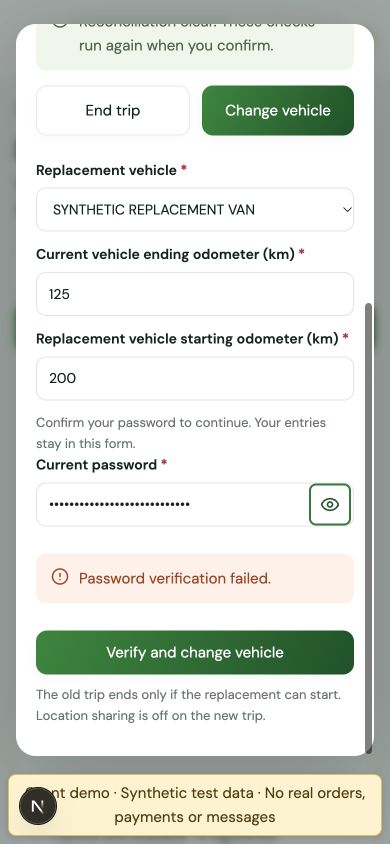 run again when you confirm.
End trip
Change vehicle
Replacement vehicle *
SYNTHETIC REPLACEMENT VAN
Current vehicle ending odometer (km) *
125
Replacement vehicle starting odometer (km) *
200
Confirm your password to continue. Your entries
stay in this form.
Current password *
••••••••••••••••••••••••••••
Password verification failed.
Verify and change vehicle
The old trip ends only if the replacement can start.
Location sharing is off on the new trip.
N
demo · Synthetic test data · No real orders,
payments or messages